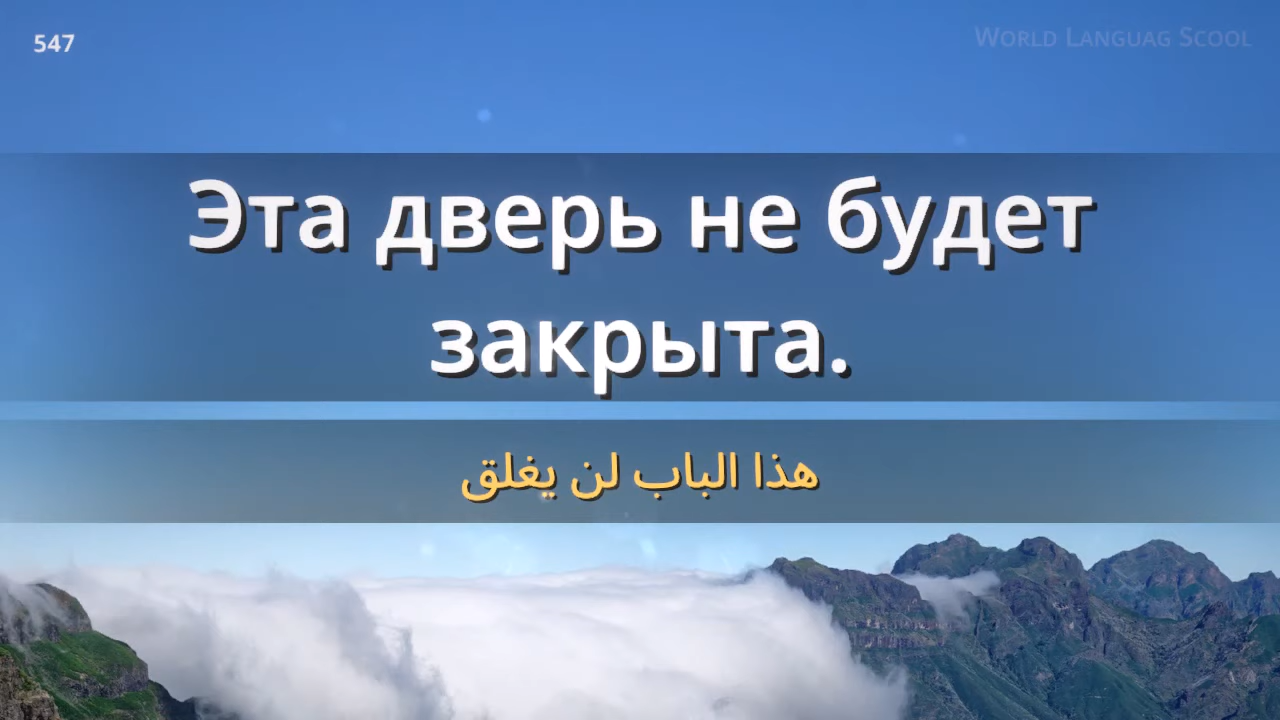 547
World Languag Scool
Эта дверь не будет
закрыта.
هذا الباب لن يغلق